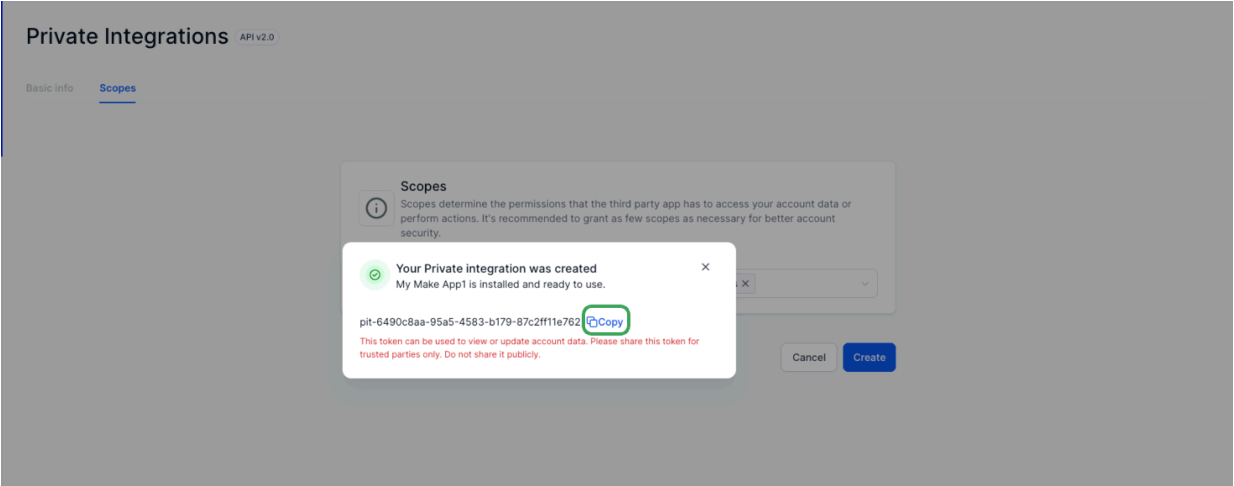 Private Integrations API v2.0
Basic info Scopes
Scopes
Scopes determine the permissions that the third party app has to access your account data or
perform actions. It's recommended to grant as few scopes as necessary for better account
security.
Your Private integration was created
My Make App1 is installed and ready to use.
pit-6490c8aa-95a5-4583-b179-87c2ff11e762 Copy
This token can be used to view or update account data. Please share this token for
trusted parties only. Do not share it publicly.
Cancel Create